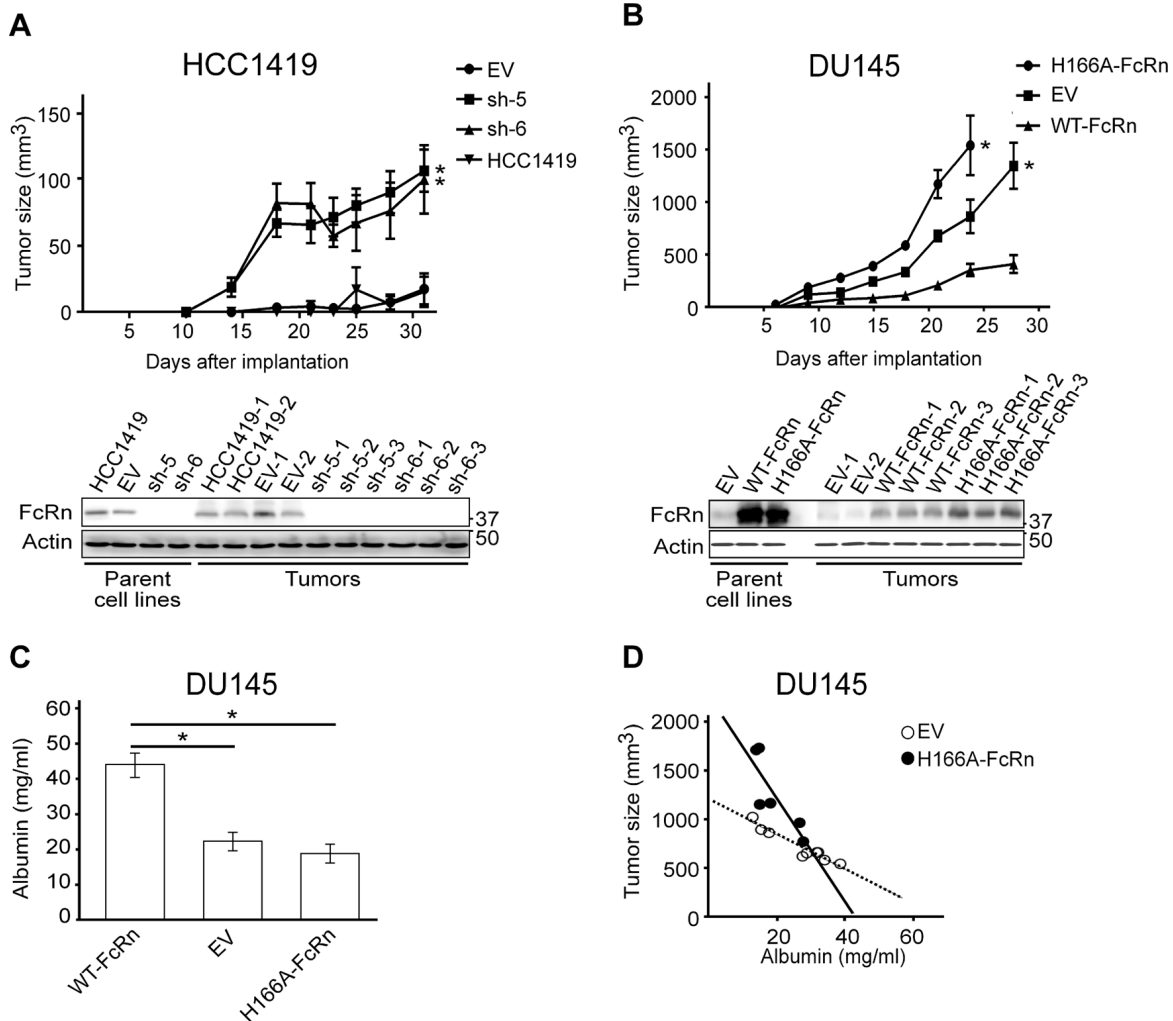 A
HCC1419
EV
sh-5
sh-6
HCC1419
Tumor size (mm3)
150
100
50
0
*
*
5 10 15 20 25 30
Days after implantation
HCC1419
EV
sh-5
sh-6
HCC1419-1
HCC1419-2
EV-1
EV-2
sh-5-1
sh-5-2
sh-5-3
sh-6-1
sh-6-2
sh-6-3
FcRn
37
50
Actin
Parent
cell lines
Tumors
B
DU145
H166A-FcRn
EV
WT-FcRn
Tumor size (mm3)
2000
1500
1000
500
0
*
*
5 10 15 20 25 30
Days after implantation
EV
WT-FcRn
H166A-FcRn
EV-1
EV-2
WT-FcRn-1
WT-FcRn-2
WT-FcRn-3
H166A-FcRn-1
H166A-FcRn-2
H166A-FcRn-3
FcRn
37
50
Actin
Parent
cell lines
Tumors
C
DU145
Albumin (mg/ml)
60
50
40
30
20
10
0
*
*
WT-FcRn
EV
H166A-FcRn
D
DU145
EV
H166A-FcRn
Tumor size (mm3)
2000
1500
1000
500
0
20 40 60
Albumin (mg/ml)